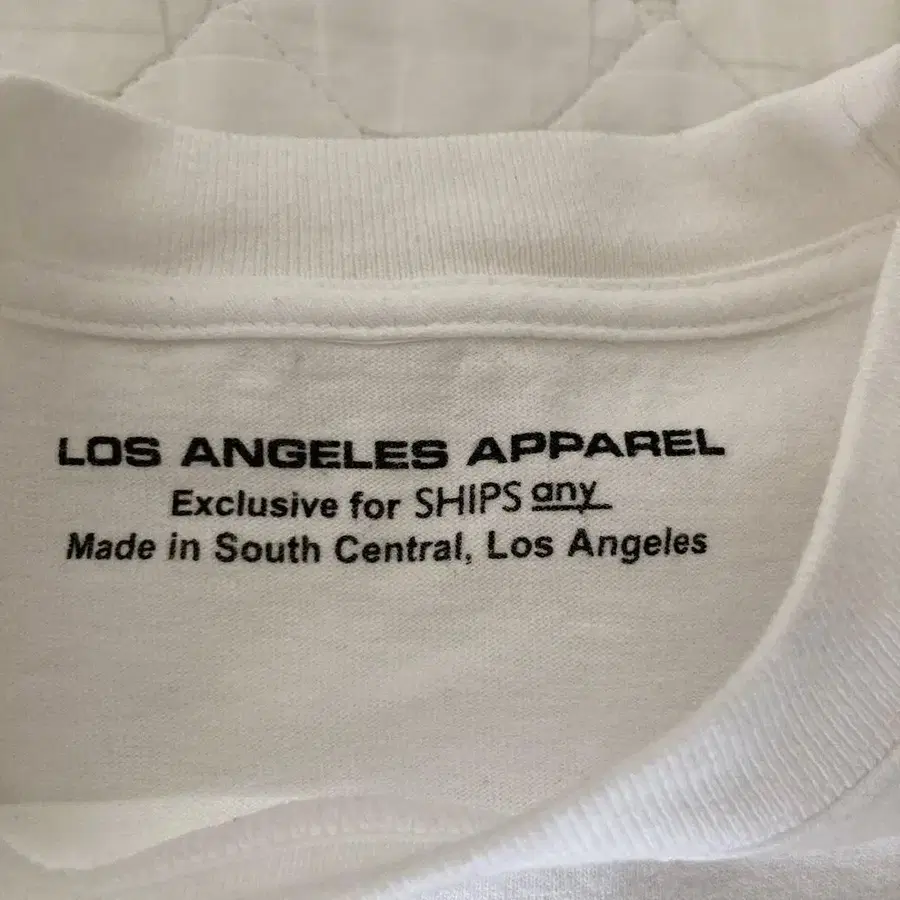 LOS ANGELES APPAREL
Exclusive for SHIPS any
Made in South Central, Los Angeles